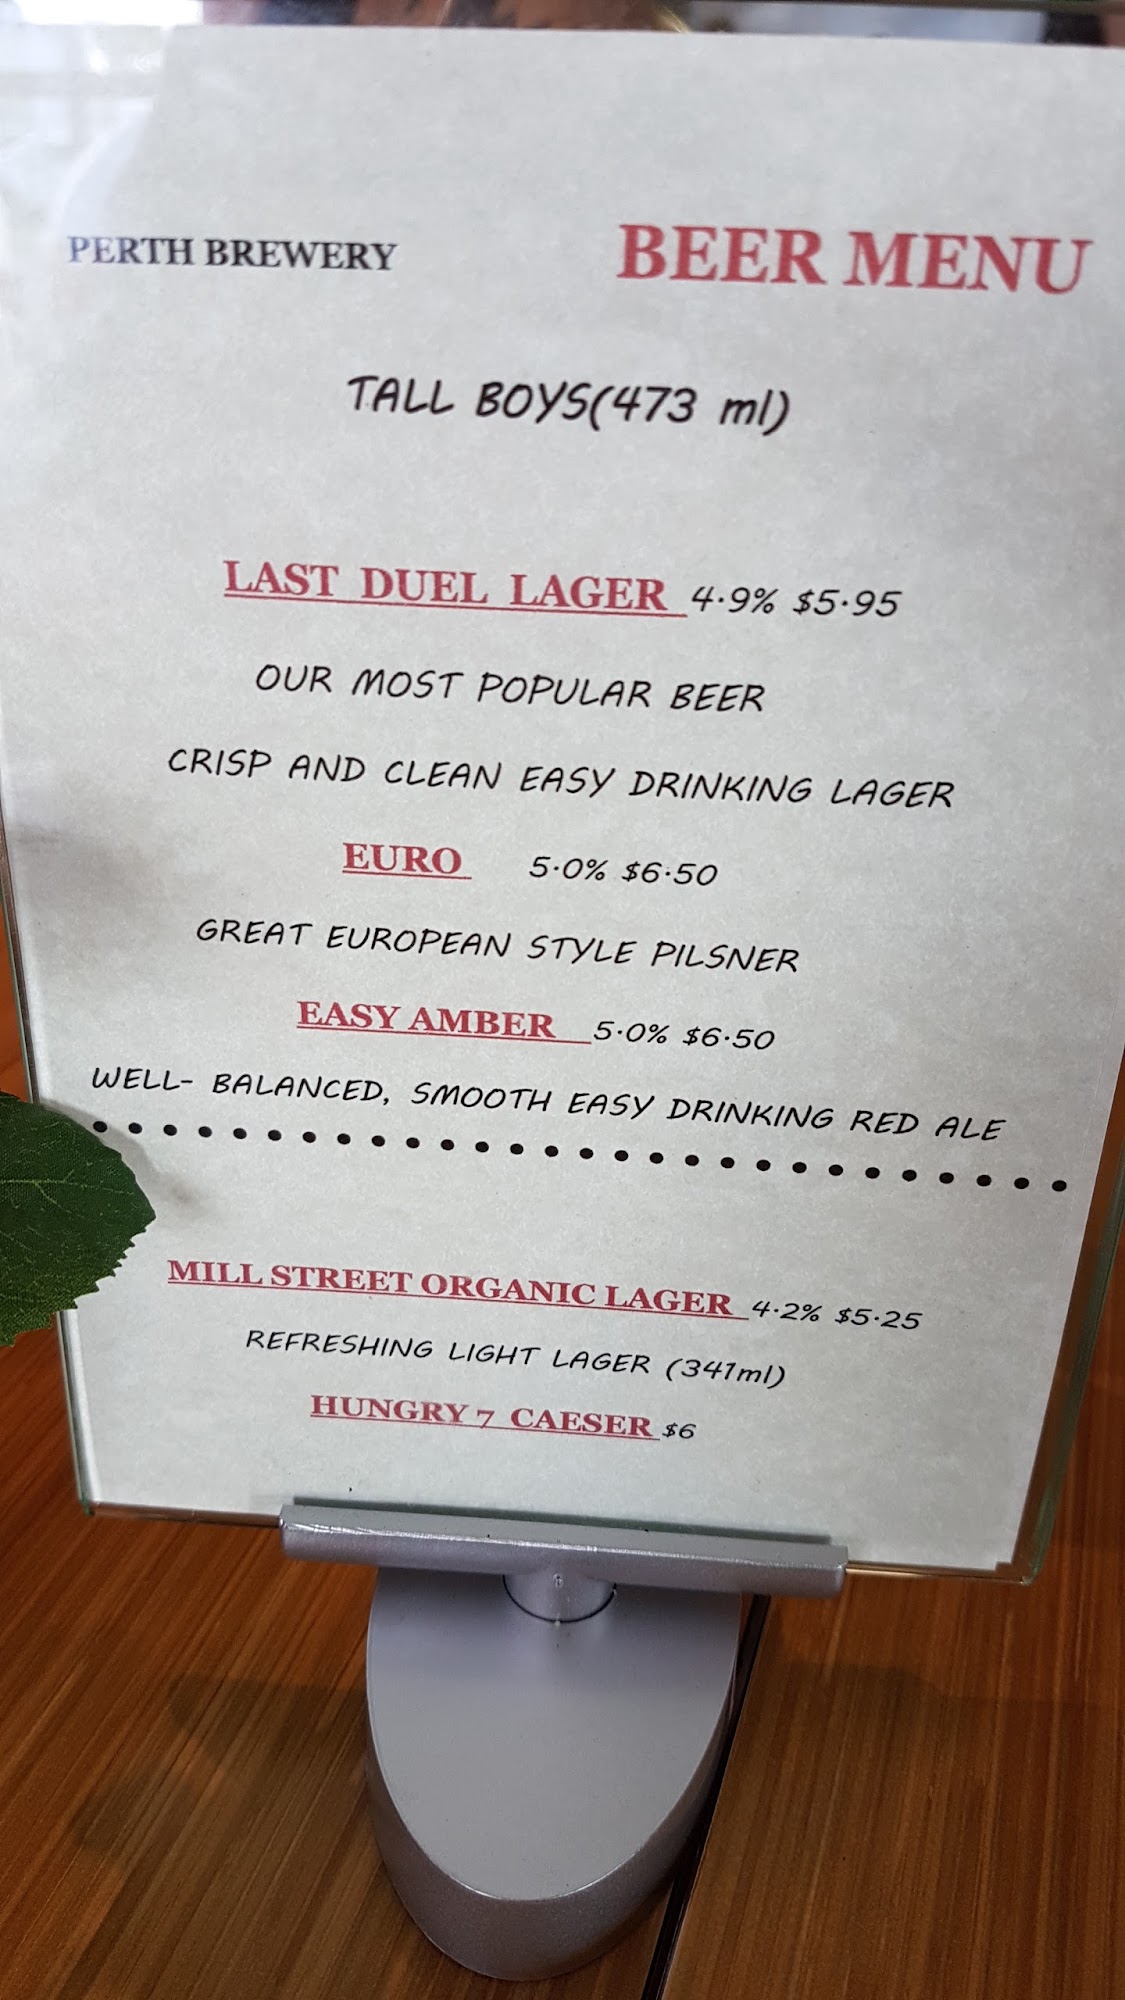 PERTH BREWERY BEER MENU
TALL BOYS(473 ml)
LAST DUEL LAGER 4.9% $5.95
OUR MOST POPULAR BEER
CRISP AND CLEAN EASY DRINKING LAGER
EURO 5.0% $6.50
GREAT EUROPEAN STYLE PILSNER
EASY AMBER 5.0% $6.50
WELL- BALANCED, SMOOTH EASY DRINKING RED ALE
MILL STREET ORGANIC LAGER 4.2% $5.25
REFRESHING LIGHT LAGER (341ml)
HUNGRY 7 CAESER $6